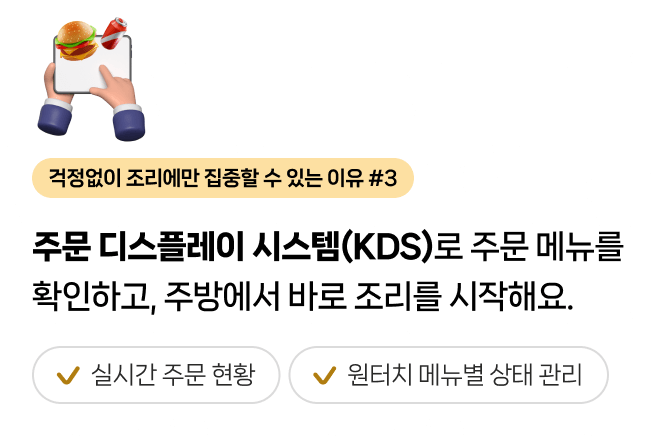 걱정없이 조리에만 집중할 수 있는 이유 #3
주문 디스플레이 시스템(KDS)로 주문 메뉴를
확인하고, 주방에서 바로 조리를 시작해요.
실시간 주문 현황
원터치 메뉴별 상태 관리